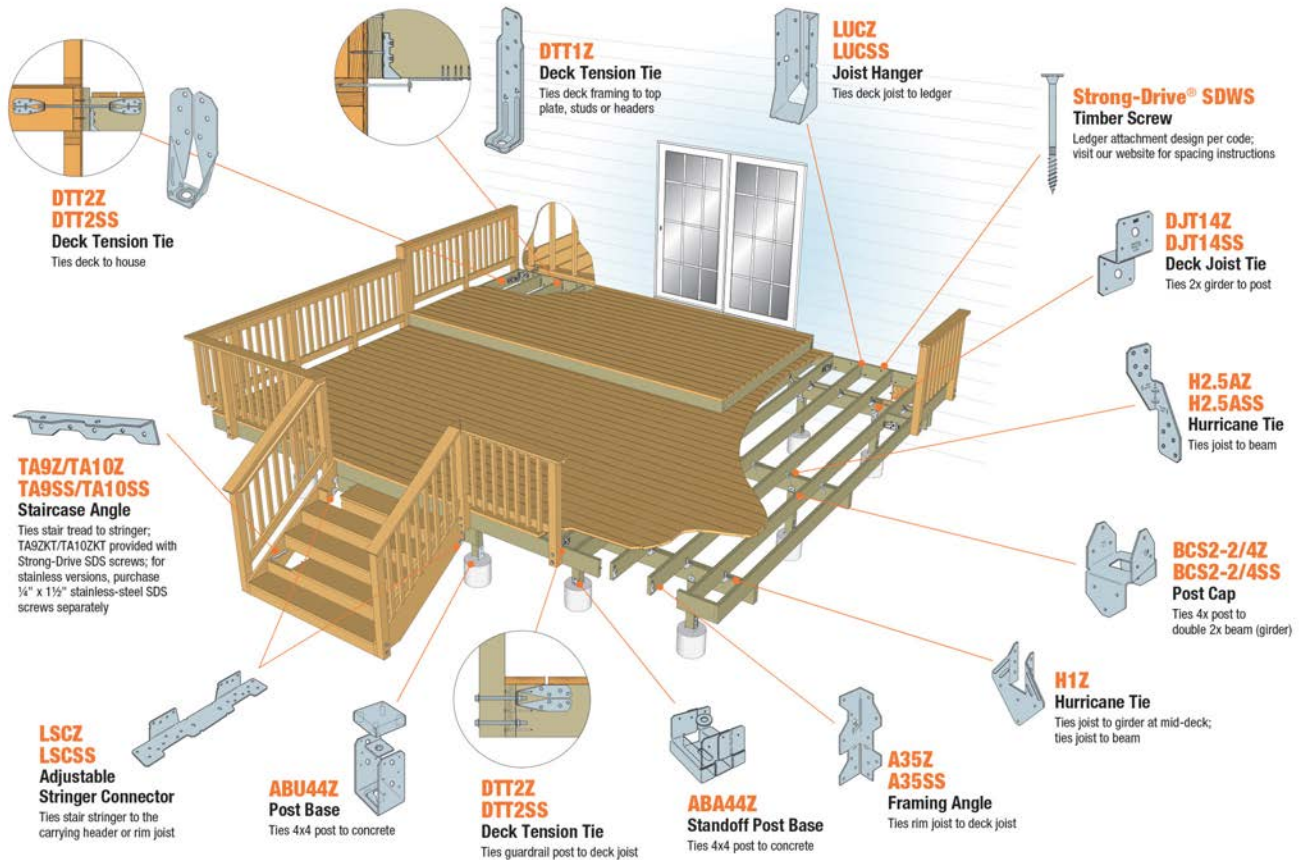 DTT1Z
Deck Tension Tie
Ties deck framing to top
plate, studs or headers
LUCZ
LUCSS
Joist Hanger
Ties deck joist to ledger
Strong-Drive® SDWS
Timber Screw
Ledger attachment design per code;
visit our website for spacing instructions
DTT2Z
DTT2SS
Deck Tension Tie
Ties deck to house
DJT14Z
DJT14SS
Deck Joist Tie
Ties 2x girder to post
H2.5AZ
H2.5ASS
Hurricane Tie
Ties joist to beam
TA9Z/TA10Z
TA9SS/TA10SS
Staircase Angle
Ties stair tread to stringer;
TA9ZKT/TA10ZKT provided with
Strong-Drive SDS screws; for
stainless versions, purchase
¼" x 1½" stainless-steel SDS
screws separately
BCS2-2/4Z
BCS2-2/4SS
Post Cap
Ties 4x post to
double 2x beam (girder)
H1Z
Hurricane Tie
Ties joist to girder at mid-deck;
ties joist to beam
LSCZ
LSCSS
Adjustable
Stringer Connector
Ties stair stringer to the
carrying header or rim joist
ABU44Z
Post Base
Ties 4x4 post to concrete
DTT2Z
DTT2SS
Deck Tension Tie
Ties guardrail post to deck joist
ABA44Z
Standoff Post Base
Ties 4x4 post to concrete
A35Z
A35SS
Framing Angle
Ties rim joist to deck joist